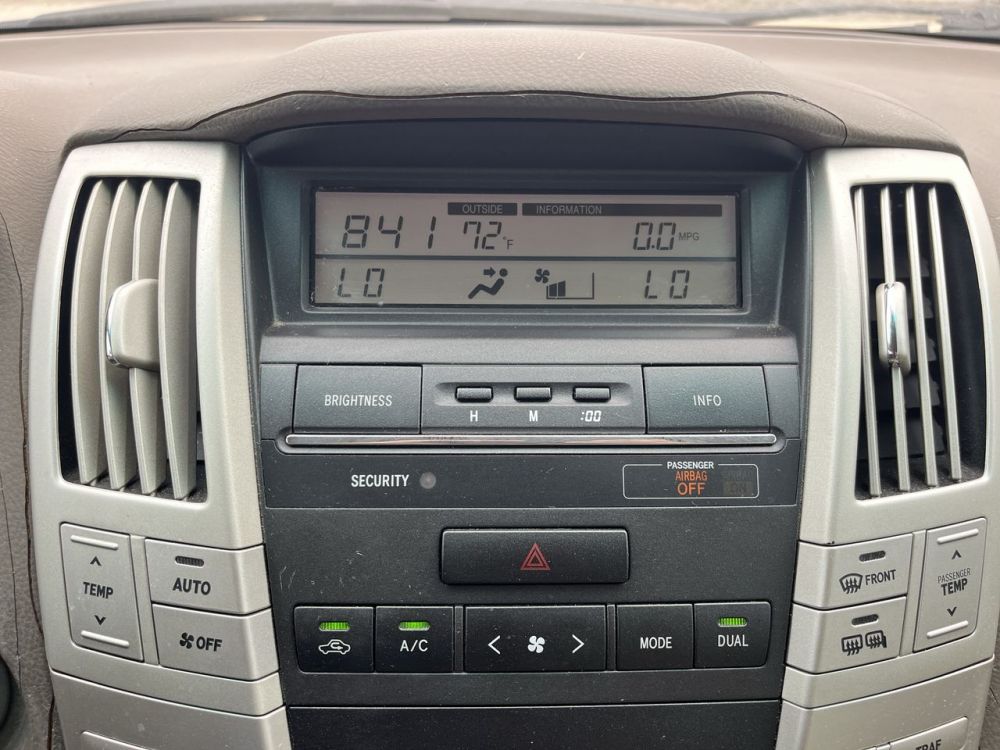 OUTSIDE INFORMATION
841 72°F 0.0 MPG
LO LO
BRIGHTNESS H M :00 INFO
SECURITY
PASSENGER
AIRBAG
OFF
TEMP
AUTO
OFF
A/C
< >
MODE
DUAL
FRONT
PASSENGER
TEMP